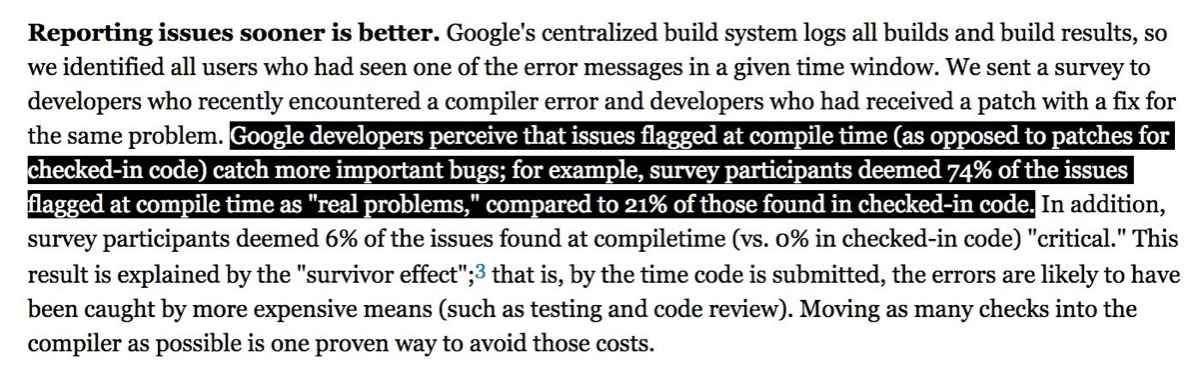 Reporting issues sooner is better. Google's centralized build system logs all builds and build results, so
we identified all users who had seen one of the error messages in a given time window. We sent a survey to
developers who recently encountered a compiler error and developers who had received a patch with a fix for
the same problem. Google developers perceive that issues flagged at compile time (as opposed to patches for
checked-in code) catch more important bugs; for example, survey participants deemed 74% of the issues
flagged at compile time as "real problems," compared to 21% of those found in checked-in code. In addition,
survey participants deemed 6% of the issues found at compiletime (vs. 0% in checked-in code) "critical." This
result is explained by the "survivor effect";3 that is, by the time code is submitted, the errors are likely to have
been caught by more expensive means (such as testing and code review). Moving as many checks into the
compiler as possible is one proven way to avoid those costs.